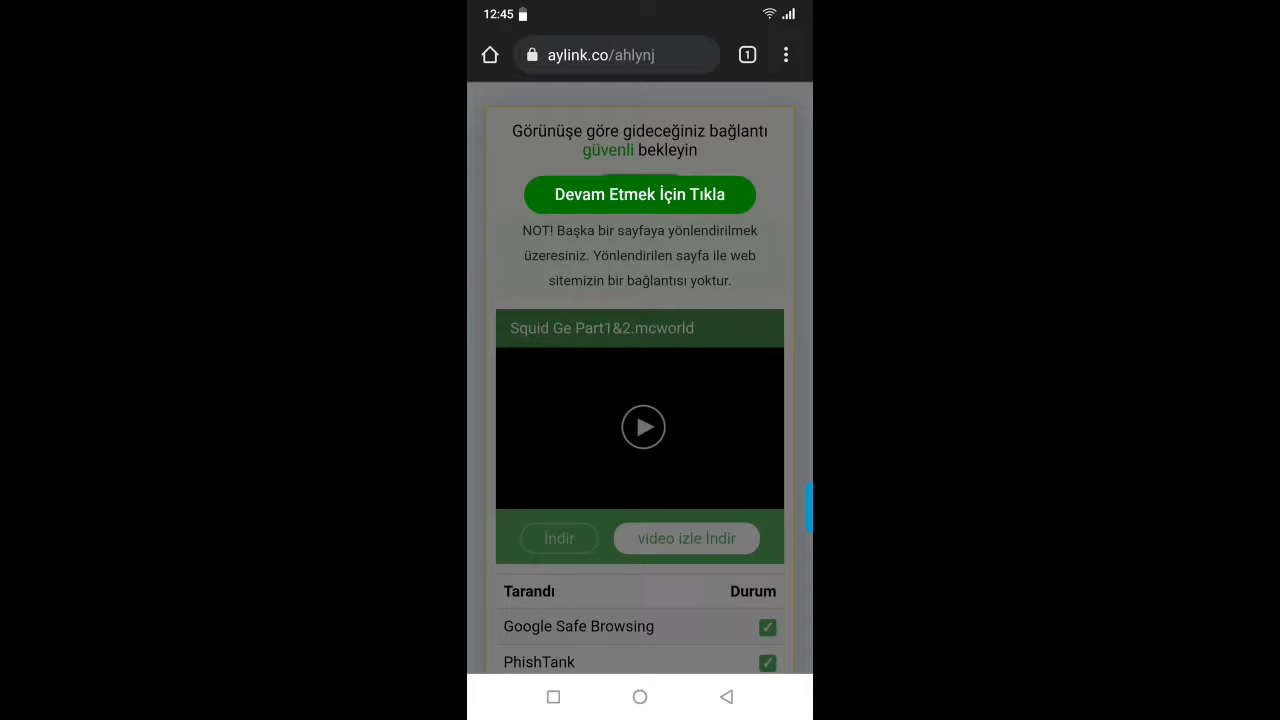 12:45
aylink.co/ahlynj
1
Görünüşe göre gideceğiniz bağlantı
güvenli bekleyin
Devam Etmek İçin Tıkla
NOT! Başka bir sayfaya yönlendirilmek
üzeresiniz. Yönlendirilen sayfa ile web
sitemizin bir bağlantısı yoktur.
Squid Ge Part1&2.mcworld
İndir
video izle İndir
Tarandı Durum
Google Safe Browsing
PhishTank